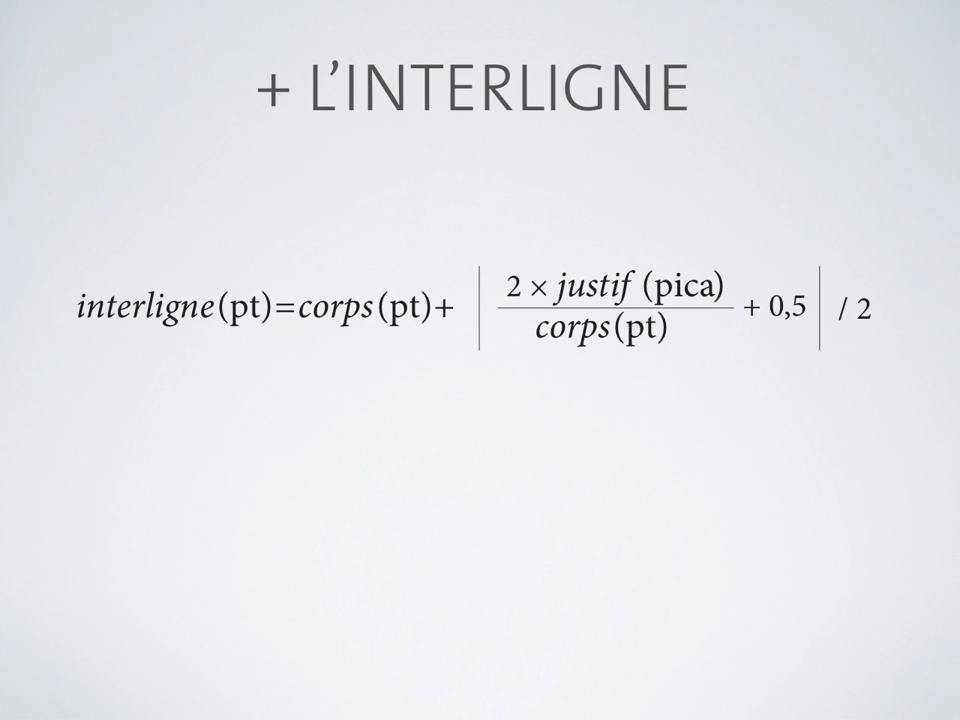 + L’INTERLIGNE
interligne(pt)=corps(pt)+ | 2 × justif (pica) / corps(pt) + 0,5 | / 2